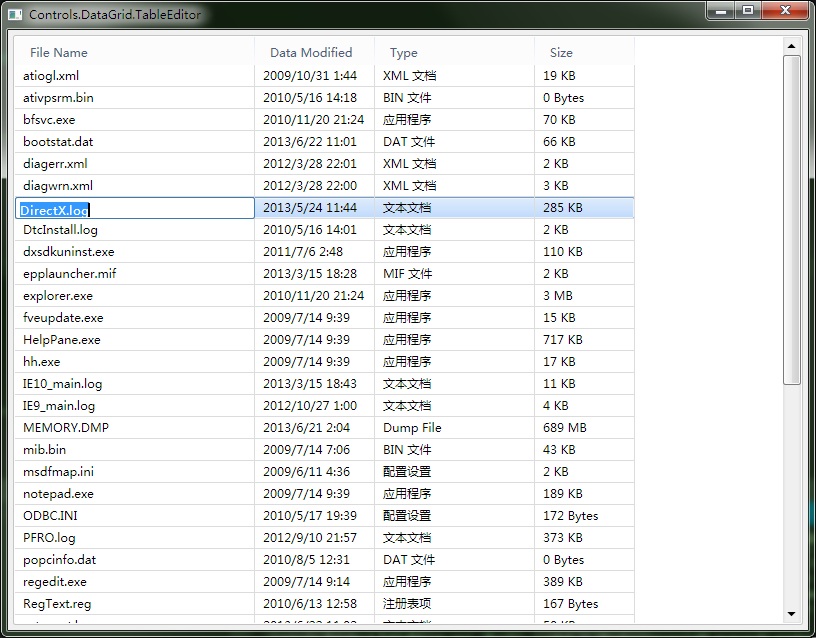 Controls.DataGrid.TableEditor
File Name Data Modified Type Size
atiogl.xml 2009/10/31 1:44 XML 文档 19 KB
ativpsrm.bin 2010/5/16 14:18 BIN 文件 0 Bytes
bfsvc.exe 2010/11/20 21:24 应用程序 70 KB
bootstat.dat 2013/6/22 11:01 DAT 文件 66 KB
diagerr.xml 2012/3/28 22:01 XML 文档 2 KB
diagwrn.xml 2012/3/28 22:00 XML 文档 3 KB
DirectX.log 2013/5/24 11:44 文本文档 285 KB
DtcInstall.log 2010/5/16 14:01 文本文档 2 KB
dxsdkuninst.exe 2011/7/6 2:48 应用程序 110 KB
epplauncher.mif 2013/3/15 18:28 MIF 文件 2 KB
explorer.exe 2010/11/20 21:24 应用程序 3 MB
fveupdate.exe 2009/7/14 9:39 应用程序 15 KB
HelpPane.exe 2009/7/14 9:39 应用程序 717 KB
hh.exe 2009/7/14 9:39 应用程序 17 KB
IE10_main.log 2013/3/15 18:43 文本文档 11 KB
IE9_main.log 2012/10/27 1:00 文本文档 4 KB
MEMORY.DMP 2013/6/21 2:04 Dump File 689 MB
mib.bin 2009/7/14 7:06 BIN 文件 43 KB
msdfmap.ini 2009/6/11 4:36 配置设置 2 KB
notepad.exe 2009/7/14 9:39 应用程序 189 KB
ODBC.INI 2010/5/17 19:39 配置设置 172 Bytes
PFRO.log 2012/9/10 21:57 文本文档 373 KB
popcinfo.dat 2010/8/5 12:31 DAT 文件 0 Bytes
regedit.exe 2009/7/14 9:14 应用程序 389 KB
RegText.reg 2010/6/13 12:58 注册表项 167 Bytes